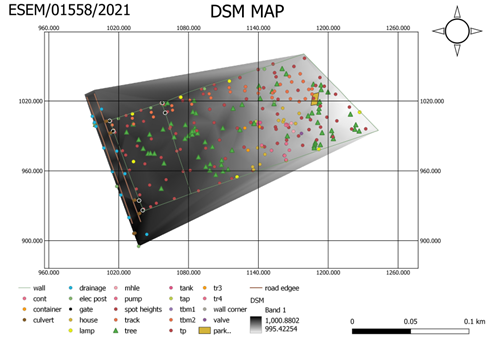 ESEM/01558/2021
DSM MAP
960.000 1020.000 1080.000 1140.000 1200.000 1260.000
1020.000 1020.000
960.000 960.000
900.000 900.000
960.000 1020.000 1080.000 1140.000 1200.000 1260.000
wall drainage mhle tank tr3 road edgee
cont elec post pump tap tr4 DSM
container gate spot heights tbm1 wall corner Band 1
culvert house track tbm2 valve 1,000.8802
lamp tree tp park.. 995.42254
0 0.05 0.1 km